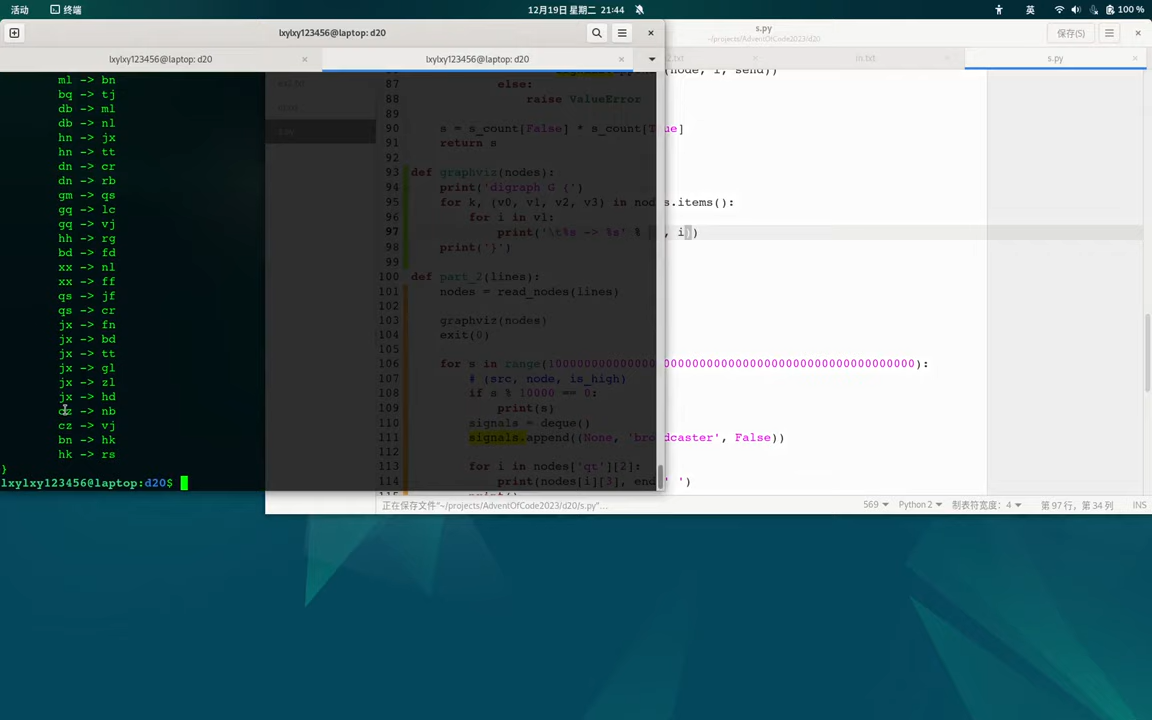 活动 终端 12月19日 星期二 21:44 英 100 %
lxylxy123456@laptop: d20
lxylxy123456@laptop: d20 × lxylxy123456@laptop: d20 ×
ml -> bn
bq -> tj
db -> ml
db -> nl
hn -> jx
hn -> tt
dn -> cr
dn -> rb
gm -> qs
gq -> lc
gq -> vj
hh -> rg
bd -> fd
xx -> nl
xx -> ff
qs -> jf
qs -> cr
jx -> fn
jx -> bd
jx -> tt
jx -> gl
jx -> zl
jx -> hd
cz -> nb
cz -> vj
bn -> hk
hk -> rs
}
lxylxy123456@laptop:d20$
s.py
~/projects/AdventOfCode2023/d20
保存(S)
in.txt s.py
(node, i, send))
87 else:
88 raise ValueError
89
90 s = s_count[False] * s_count[True]
91 return s
92
93 def graphviz(nodes):
94 print('digraph G {')
95 for k, (v0, v1, v2, v3) in nodes.items():
96 for i in v1:
97 print('\t%s -> %s' % , i))
98 print('}')
99
100 def part_2(lines):
101 nodes = read_nodes(lines)
102
103 graphviz(nodes)
104 exit(0)
105
106 for s in range( ):
107 # (src, node, is_high)
108 if s % 10000 == 0:
109 print(s)
110 signals = deque()
111 signals.append((None, 'broadcaster', False))
112
113 for i in nodes['qt'][2]:
114 print(nodes[i][3], end=' ')
115 print()
正在保存文件"~/projects/AdventOfCode2023/d20/s.py"...
569 Python 2 制表符宽度：4 第 97 行，第 34 列 INS